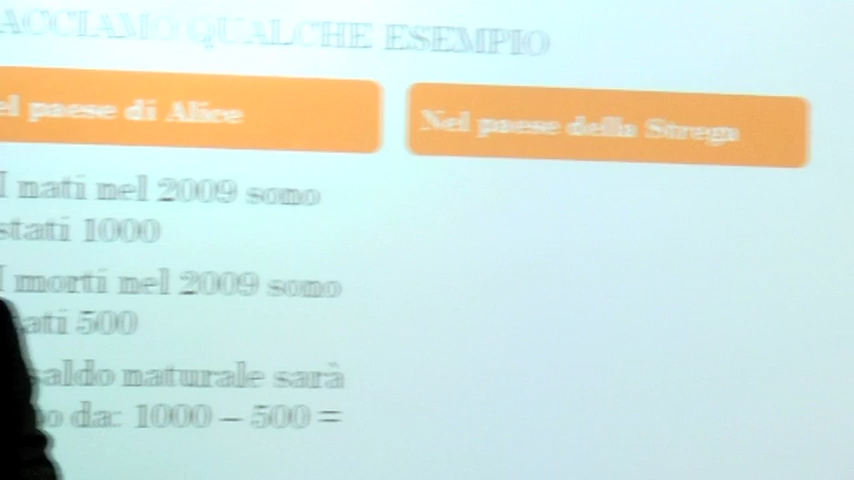 ACCIAMO QUALCHE ESEMPIO
el paese di Alice
Nel paese della Strega
I nati nel 2009 sono
stati 1000
I morti nel 2009 sono
tati 500
saldo naturale sarà
o da: 1000 – 500 =